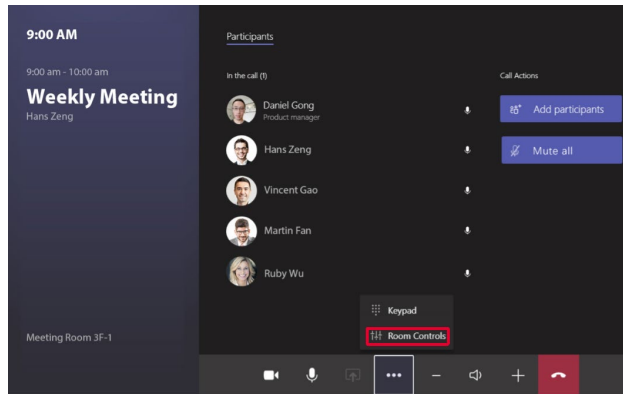 9:00 AM
9:00 am - 10:00 am
Weekly Meeting
Hans Zeng
Meeting Room 3F-1
Participants
In the call (1)
Daniel Gong
Product manager
Hans Zeng
Vincent Gao
Martin Fan
Ruby Wu
Call Actions
Add participants
Mute all
Keypad
Room Controls